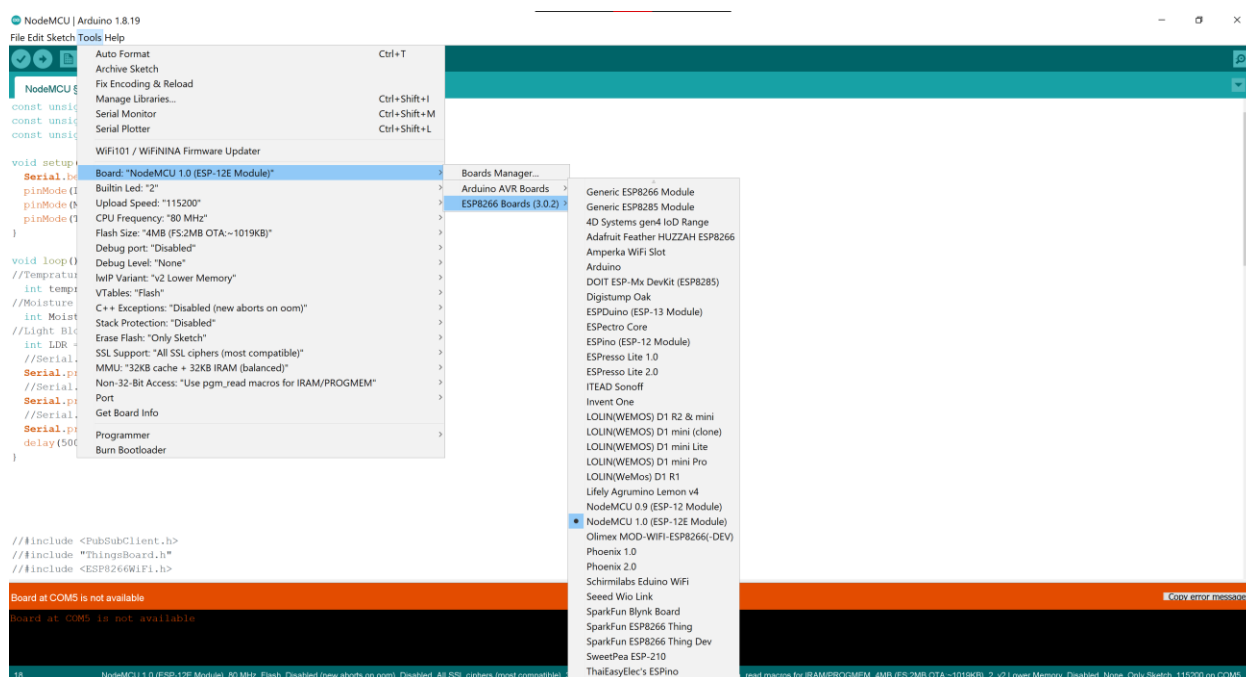 NodeMCU | Arduino 1.8.19
File Edit Sketch Tools Help
NodeMCU §
Auto Format Ctrl+T
Archive Sketch
Fix Encoding & Reload
Manage Libraries... Ctrl+Shift+I
Serial Monitor Ctrl+Shift+M
Serial Plotter Ctrl+Shift+L
WiFi101 / WiFiNINA Firmware Updater
Board: "NodeMCU 1.0 (ESP-12E Module)"
Builtin Led: "2"
Upload Speed: "115200"
CPU Frequency: "80 MHz"
Flash Size: "4MB (FS:2MB OTA:~1019KB)"
Debug port: "Disabled"
Debug Level: "None"
lwIP Variant: "v2 Lower Memory"
VTables: "Flash"
C++ Exceptions: "Disabled (new aborts on oom)"
Stack Protection: "Disabled"
Erase Flash: "Only Sketch"
SSL Support: "All SSL ciphers (most compatible)"
MMU: "32KB cache + 32KB IRAM (balanced)"
Non-32-Bit Access: "Use pgm_read macros for IRAM/PROGMEM"
Port
Get Board Info
Programmer
Burn Bootloader
Boards Manager...
Arduino AVR Boards
ESP8266 Boards (3.0.2)
Generic ESP8266 Module
Generic ESP8285 Module
4D Systems gen4 IoD Range
Adafruit Feather HUZZAH ESP8266
Amperka WiFi Slot
Arduino
DOIT ESP-Mx DevKit (ESP8285)
Digistump Oak
ESPDuino (ESP-13 Module)
ESPectro Core
ESPino (ESP-12 Module)
ESPresso Lite 1.0
ESPresso Lite 2.0
ITEAD Sonoff
Invent One
LOLIN(WEMOS) D1 R2 & mini
LOLIN(WEMOS) D1 mini (clone)
LOLIN(WEMOS) D1 mini Lite
LOLIN(WEMOS) D1 mini Pro
LOLIN(WeMos) D1 R1
Lifely Agrumino Lemon v4
NodeMCU 0.9 (ESP-12 Module)
NodeMCU 1.0 (ESP-12E Module)
Olimex MOD-WIFI-ESP8266(-DEV)
Phoenix 1.0
Phoenix 2.0
Schirmilabs Eduino WiFi
Seeed Wio Link
SparkFun Blynk Board
SparkFun ESP8266 Thing
SparkFun ESP8266 Thing Dev
SweetPea ESP-210
ThaiEasyElec's ESPino
const unsig
const unsig
const unsig
void setup(
Serial.be
pinMode(I
pinMode(M
pinMode(T
}
void loop()
//Tempratur
int tempr
//Moisture
int Moist
//Light Blo
int LDR =
//Serial.
Serial.pr
//Serial.
Serial.pr
//Serial.
Serial.pr
delay(500
}
//#include <PubSubClient.h>
//#include "ThingsBoard.h"
//#include <ESP8266WiFi.h>
Board at COM5 is not available Copy error message
Board at COM5 is not available
18 NodeMCU 1.0 (ESP-12E Module), 80 MHz, Flash, Disabled (new aborts on oom), Disabled, All SSL ciphers (most compatible), read macros for IRAM/PROGMEM, 4MB (FS:2MB OTA:~1019KB), 2, v2 Lower Memory, Disabled, None, Only Sketch, 115200 on COM5